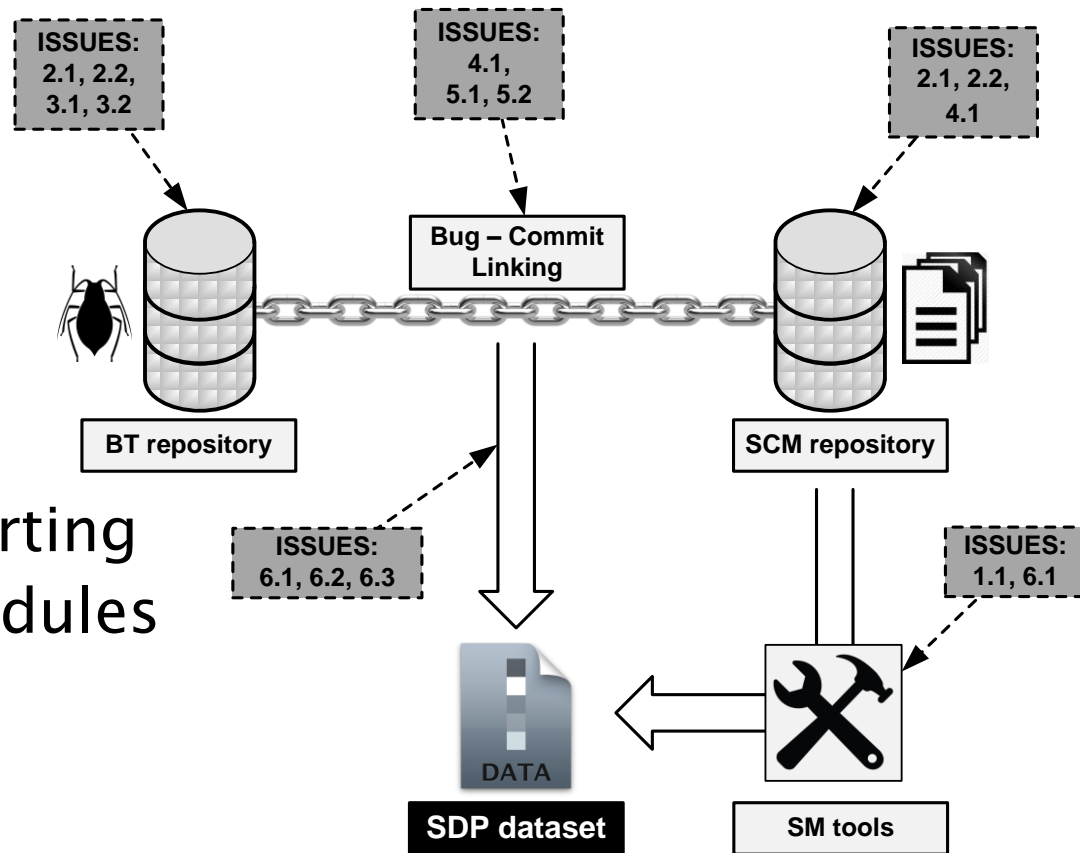 ISSUES:
2.1, 2.2,
3.1, 3.2
ISSUES:
4.1,
5.1, 5.2
ISSUES:
2.1, 2.2,
4.1
Bug – Commit
Linking
BT repository
SCM repository
rting
dules
ISSUES:
6.1, 6.2, 6.3
ISSUES:
1.1, 6.1
DATA
SDP dataset
SM tools